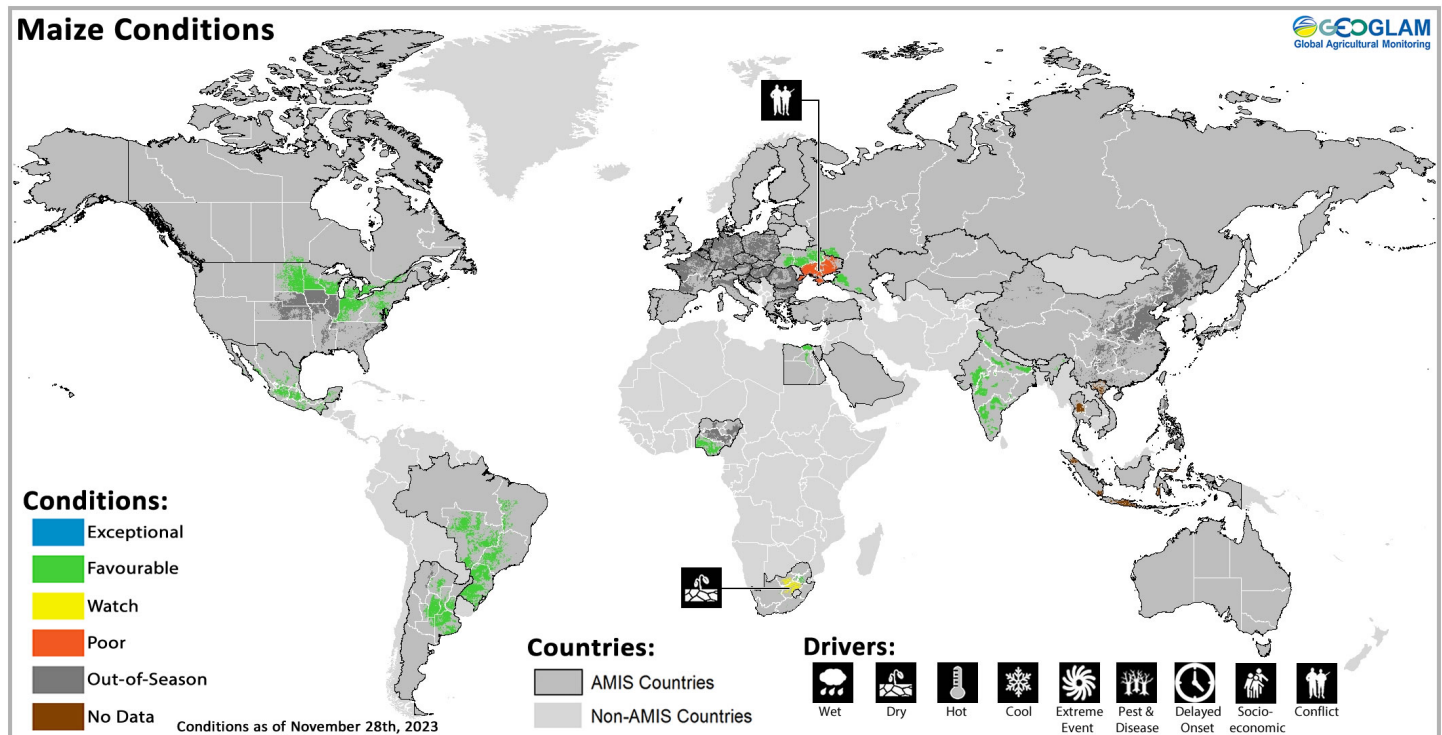 Maize Conditions
GEOGLAM
Global Agricultural Monitoring
Conditions:
Exceptional
Favourable
Watch
Poor
Out-of-Season
No Data
Conditions as of November 28th, 2023
Countries:
AMIS Countries
Non-AMIS Countries
Drivers:
Wet
Dry
Hot
Cool
Extreme
Event
Pest &
Disease
Delayed
Onset
Socio-
economic
Conflict